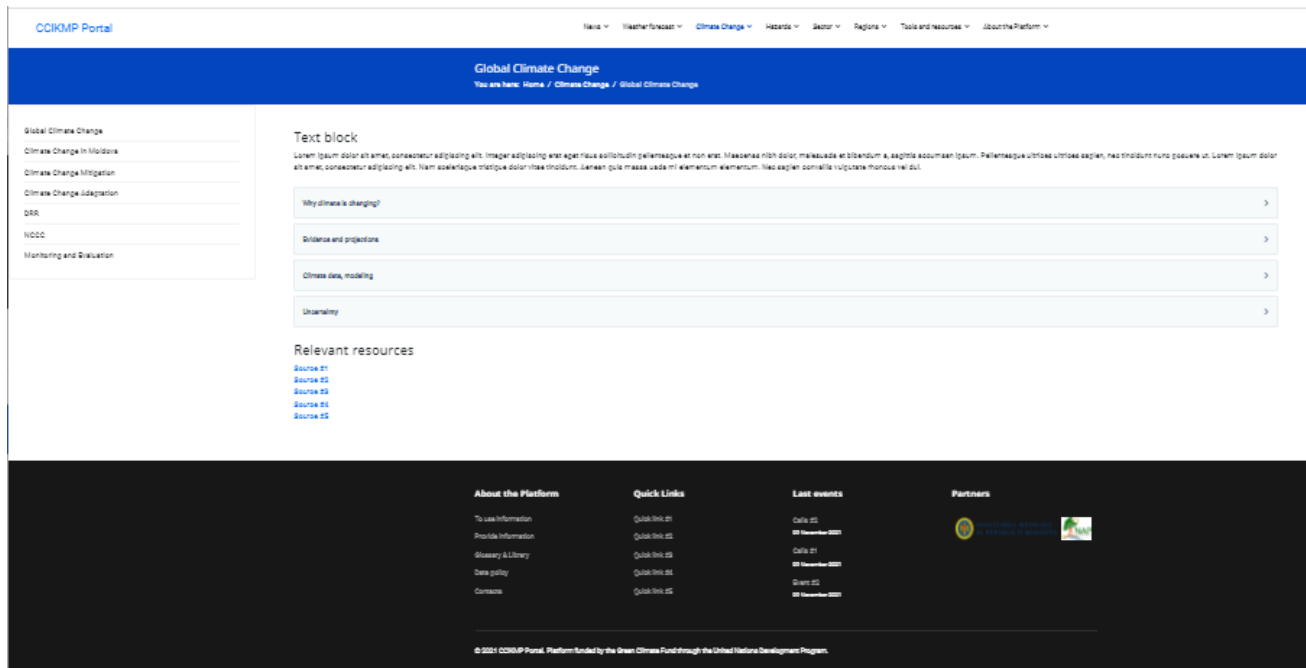 CCIKMP Portal
News Weather forecast Climate Change Hazards Sector Regions Tools and resources About the Platform
Global Climate Change
You are here: Home / Climate Change / Global Climate Change
Global Climate Change
Climate Change in Moldova
Climate Change Mitigation
Climate Change Adaptation
DRR
NCCC
Monitoring and Evaluation
Text block
Lorem ipsum dolor sit amet, consectetur adipiscing elit. Integer adipiscing erat eget risus sollicitudin pellentesque et non erat. Maecenas nibh dolor, malesuada et bibendum a, sagittis accumsan ipsum. Pellentesque ultrices ultrices sapien, nec tincidunt nunc posuere ut. Lorem ipsum dolor
sit amet, consectetur adipiscing elit. Nam scelerisque tristique dolor vitae tincidunt. Aenean quis massa uada mi elementum elementum. Nec sapien convallis vulputate rhoncus vel dui.
Why climate is changing?
Evidence and projections
Climate data, modeling
Uncertainty
Relevant resources
Source #1
Source #2
Source #3
Source #4
Source #5
About the Platform
To use information
Provide information
Glossary & Library
Data policy
Contacts
Quick Links
Quick link #1
Quick link #2
Quick link #3
Quick link #4
Quick link #5
Last events
Calls #2
Calls #1
Event #2
Partners
NAP
© 2021 CCIKMP Portal. Platform funded by the Green Climate Fund through the United Nations Development Program.